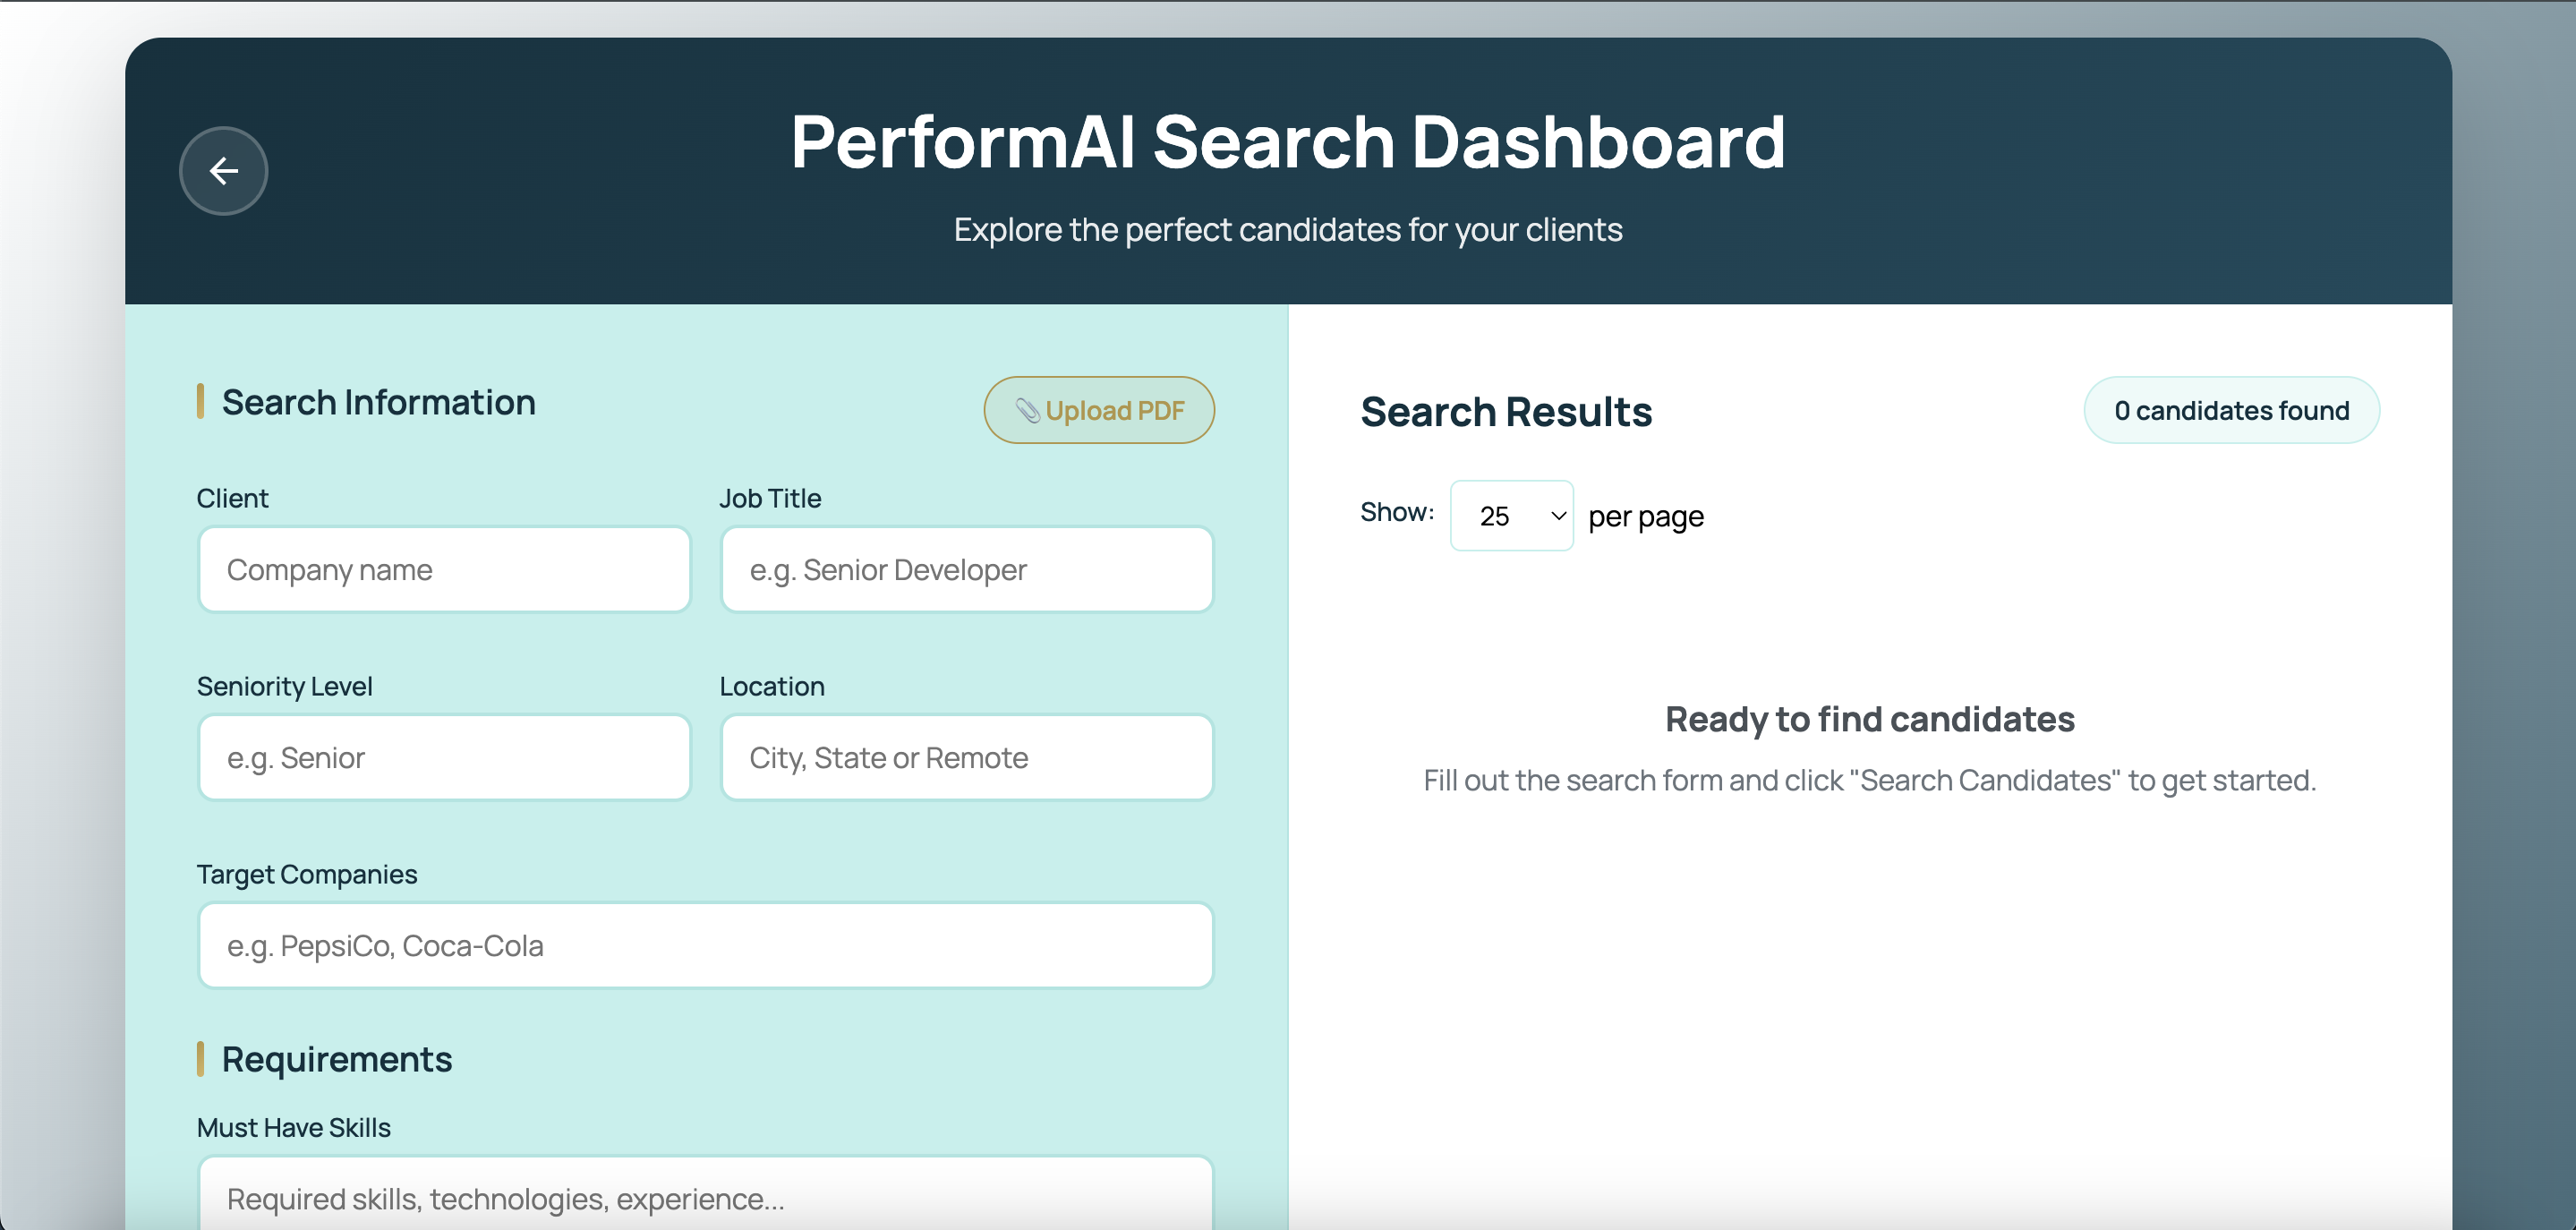 PerformAI Search Dashboard
Explore the perfect candidates for your clients
Search Information
Upload PDF
Client
Job Title
Company name
e.g. Senior Developer
Seniority Level
Location
e.g. Senior
City, State or Remote
Target Companies
e.g. PepsiCo, Coca-Cola
Requirements
Must Have Skills
Required skills, technologies, experience...
Search Results
0 candidates found
Show: 25 per page
Ready to find candidates
Fill out the search form and click "Search Candidates" to get started.